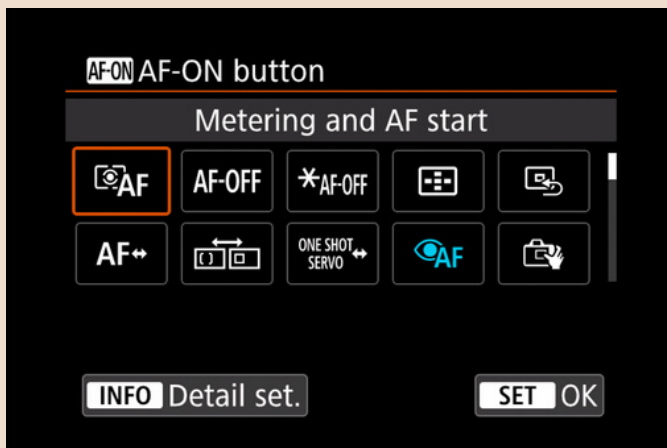 AF-ON AF-ON button
Metering and AF start
AF AF-OFF AF-OFF
AF ONE SHOT SERVO AF
INFO Detail set. SET OK